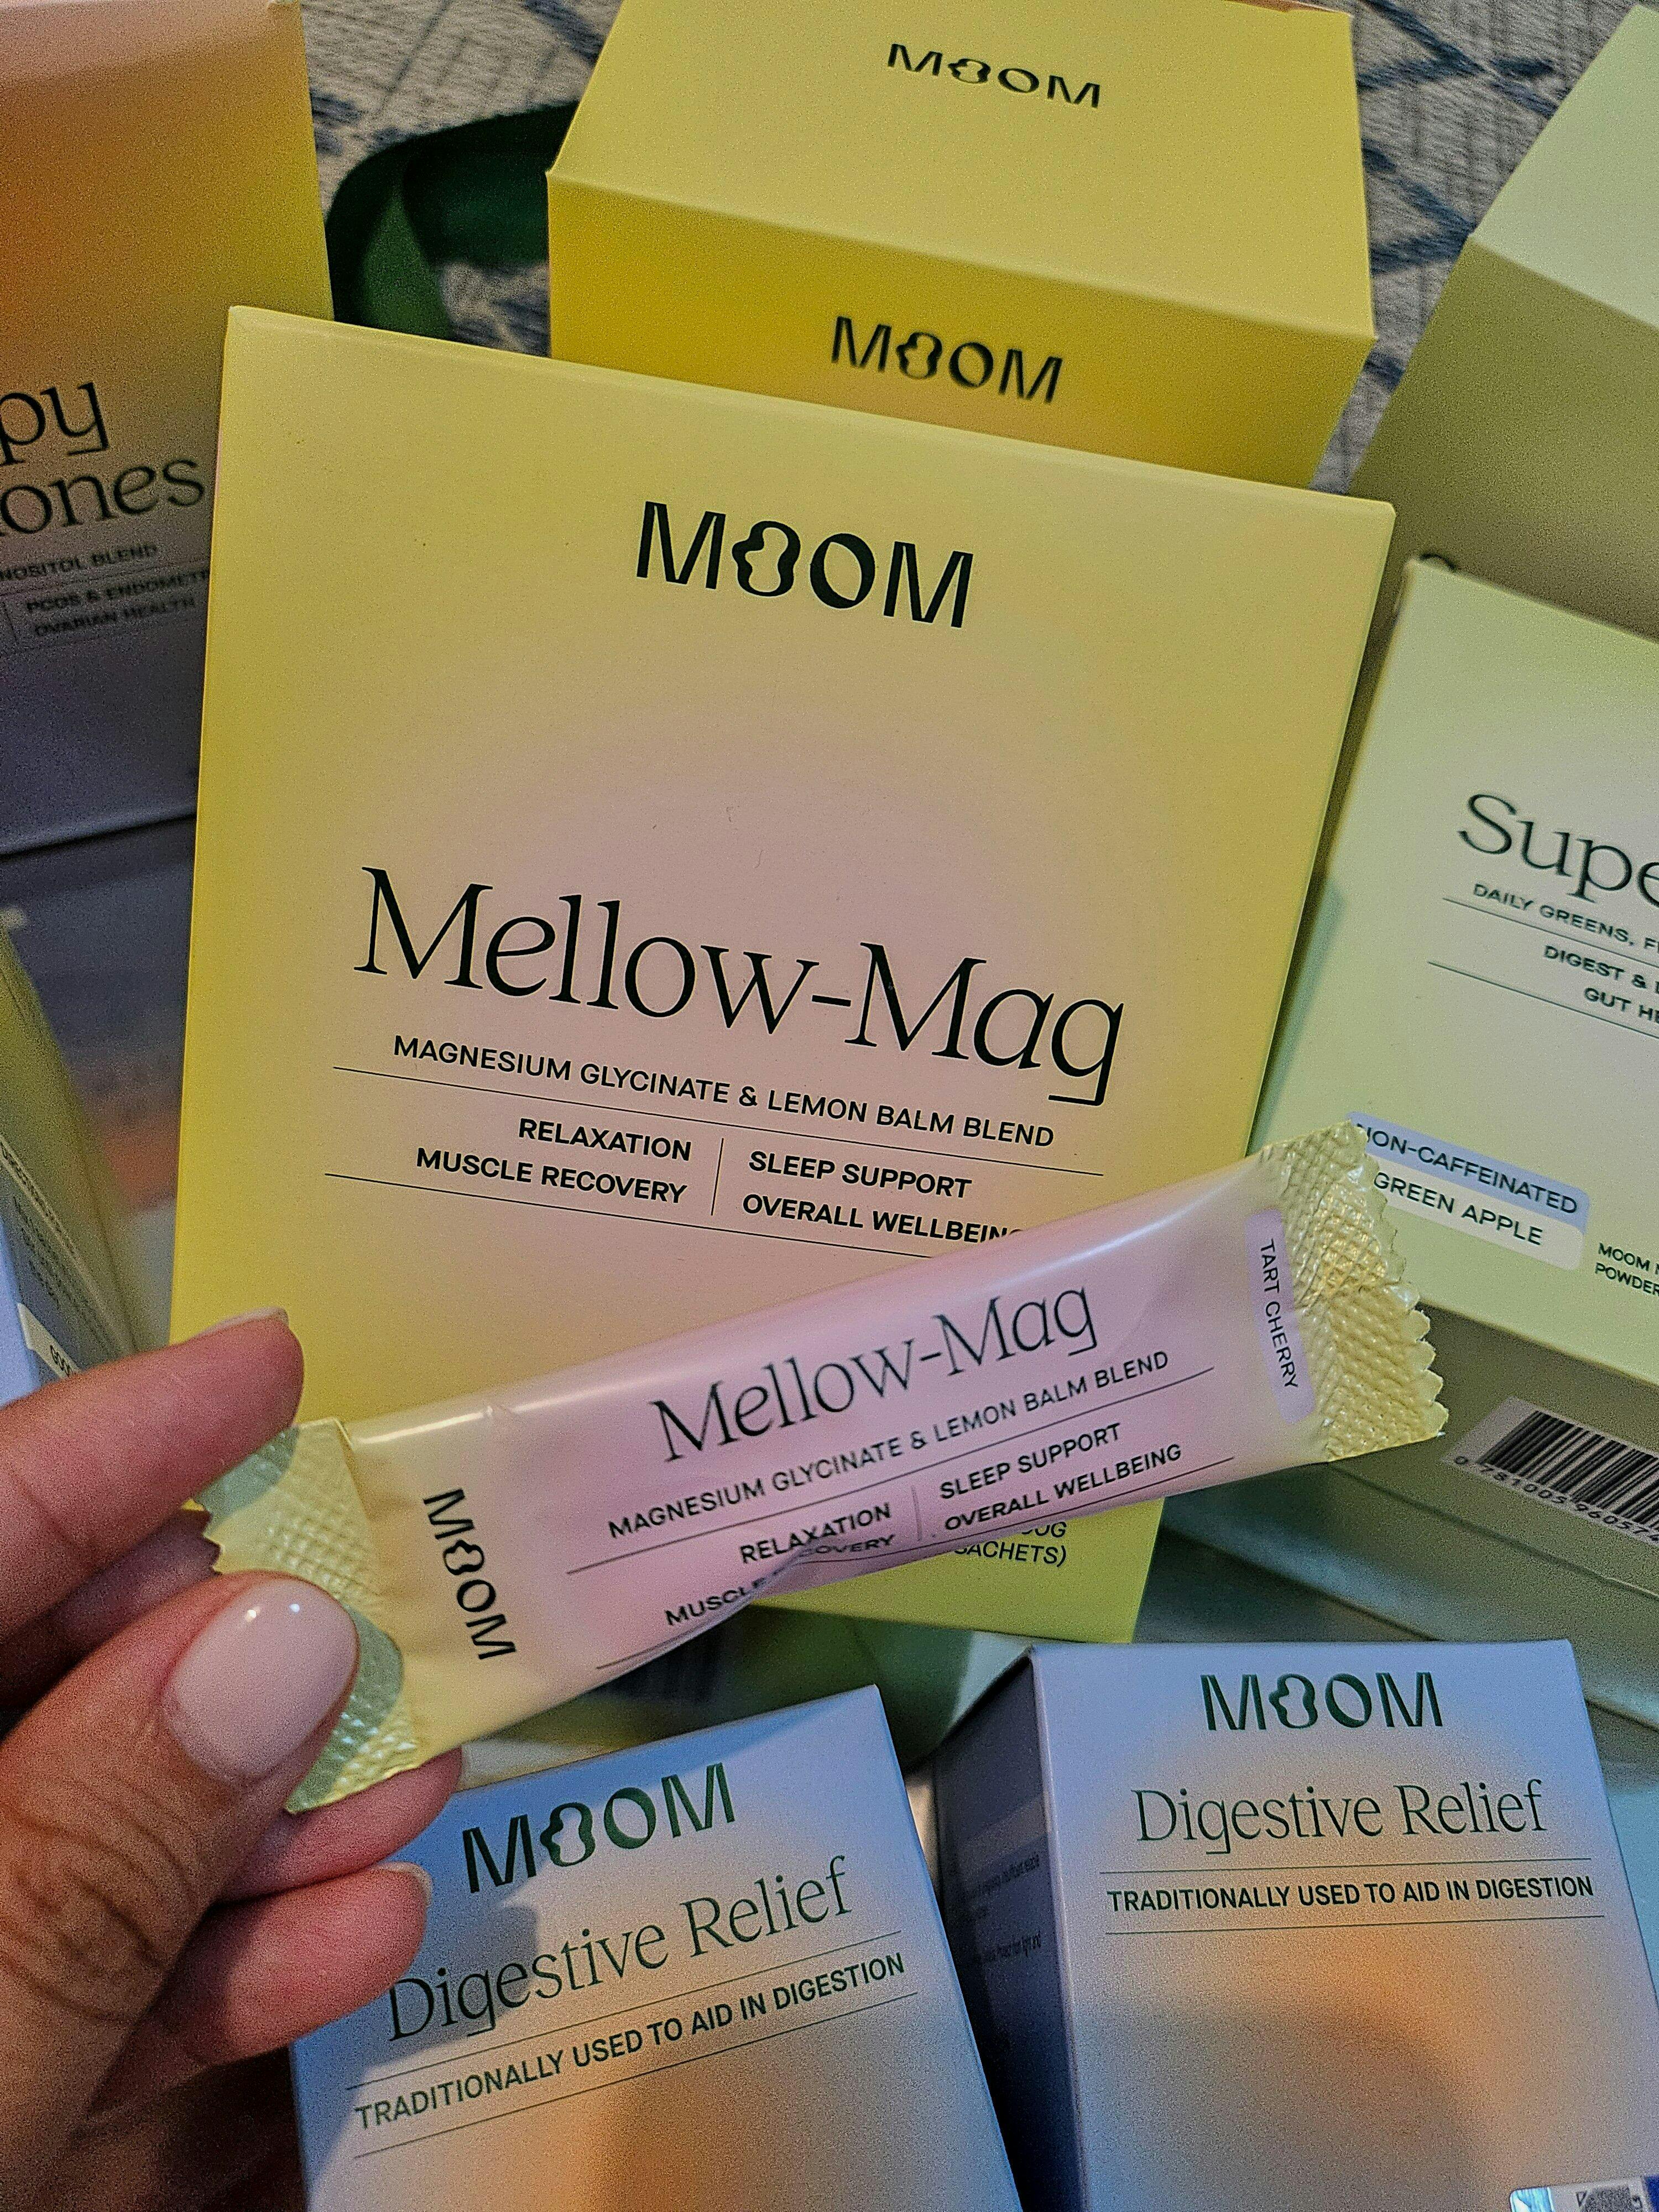 MOOM
MOOM
py
ones
NOSITOL BLEND
PCOS & ENDOMETR
OVARIAN HEALTH
MOOM
Mellow-Mag
MAGNESIUM GLYCINATE & LEMON BALM BLEND
RELAXATION
MUSCLE RECOVERY
SLEEP SUPPORT
OVERALL WELLBEING
Supe
DAILY GREENS, F
DIGEST &
GUT HE
NON-CAFFEINATED
GREEN APPLE
MOOM
POWDER
MOOM
Mellow-Mag
MAGNESIUM GLYCINATE & LEMON BALM BLEND
RELAXATION
MUSCLE
COVERY
SLEEP SUPPORT
OVERALL WELLBEING
TART CHERRY
SACHETS)
MOOM
Digestive Relief
TRADITIONALLY USED TO AID IN DIGESTION
MOOM
Digestive Relief
TRADITIONALLY USED TO AID IN DIGESTION